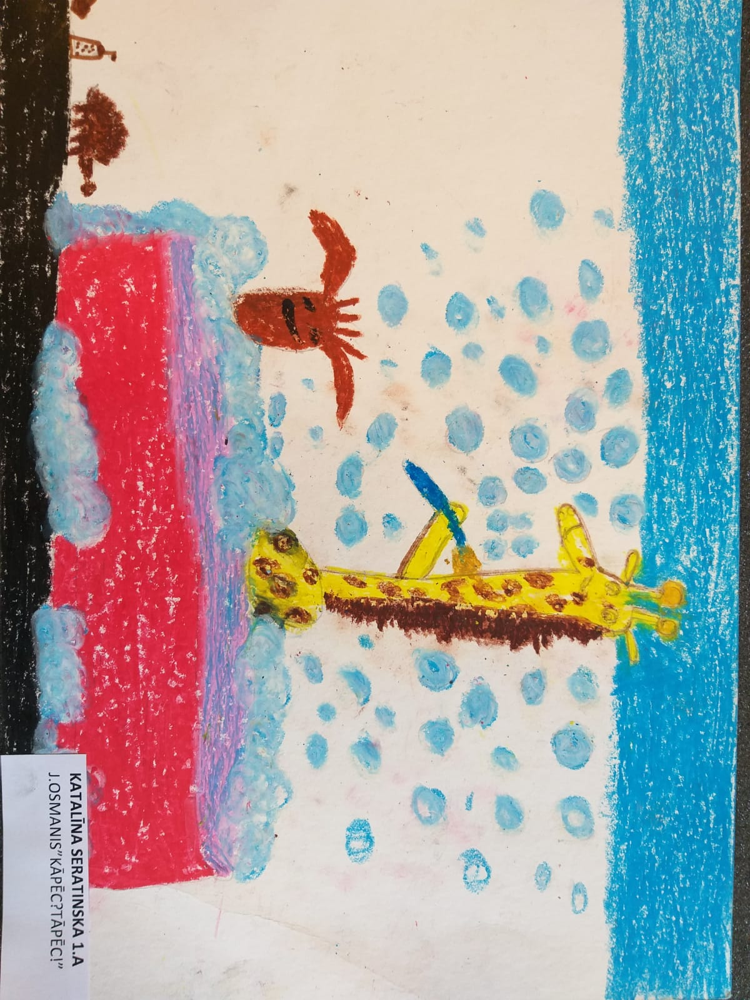 KATALĪNA SERATINSKA 1.A
J.OSMANIS"KĀPĒC?TĀPĒC!"